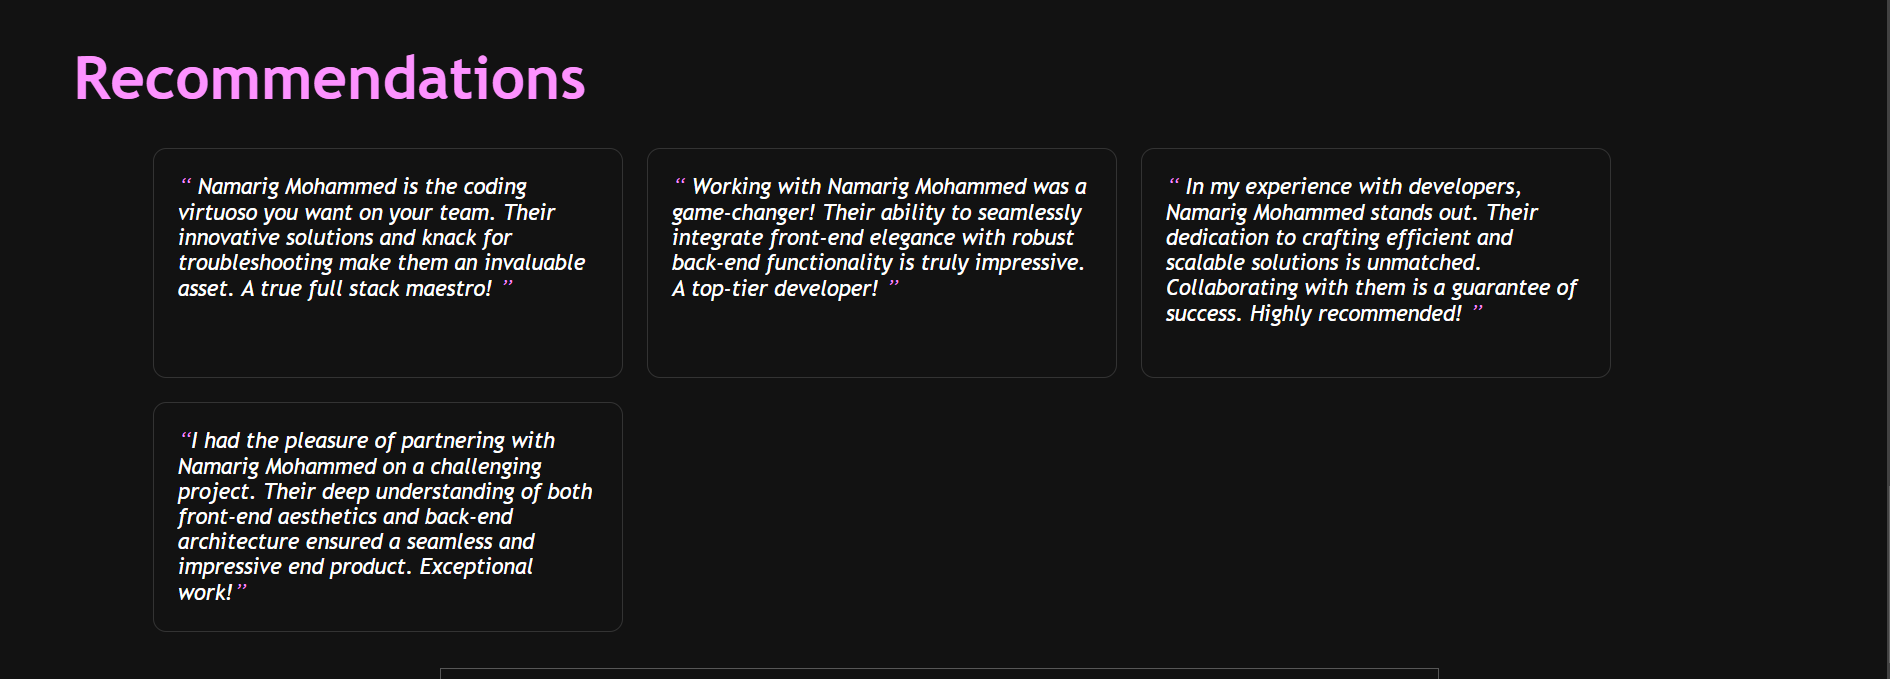 Recommendations
“ Namarig Mohammed is the coding
virtuoso you want on your team. Their
innovative solutions and knack for
troubleshooting make them an invaluable
asset. A true full stack maestro! ”
“ Working with Namarig Mohammed was a
game-changer! Their ability to seamlessly
integrate front-end elegance with robust
back-end functionality is truly impressive.
A top-tier developer! ”
“ In my experience with developers,
Namarig Mohammed stands out. Their
dedication to crafting efficient and
scalable solutions is unmatched.
Collaborating with them is a guarantee of
success. Highly recommended! ”
“I had the pleasure of partnering with
Namarig Mohammed on a challenging
project. Their deep understanding of both
front-end aesthetics and back-end
architecture ensured a seamless and
impressive end product. Exceptional
work!”